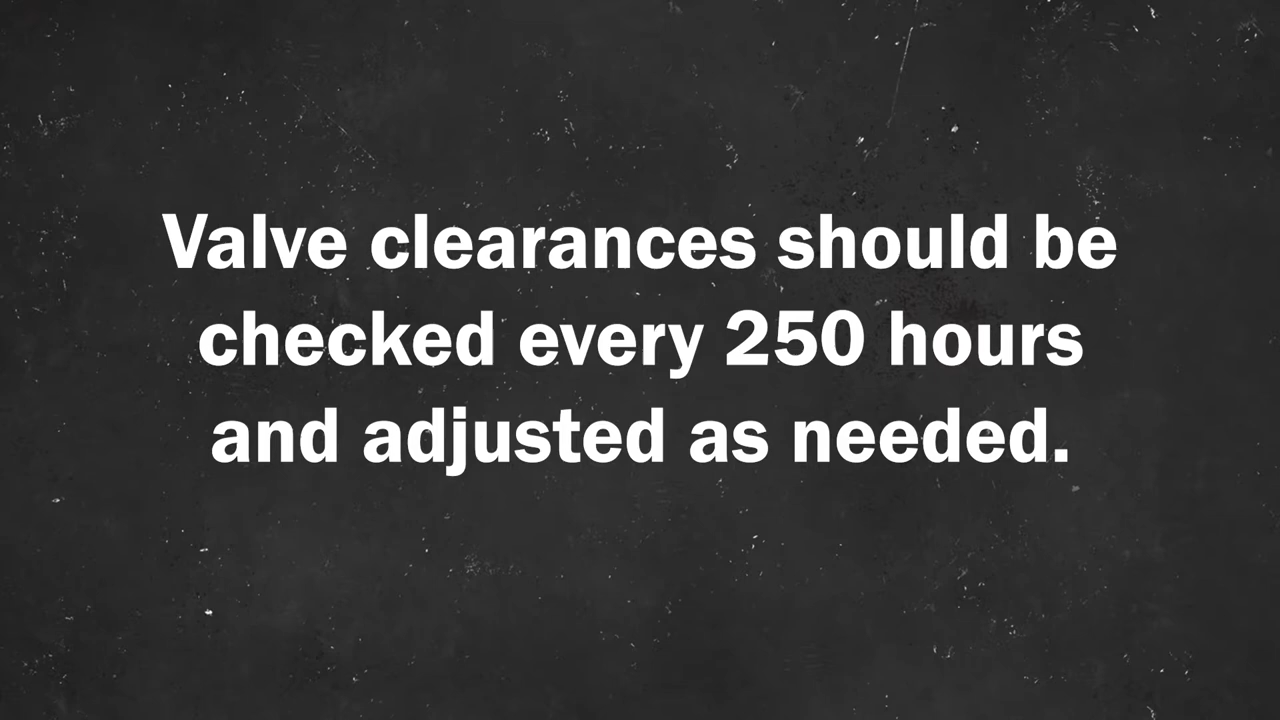 Valve clearances should be
checked every 250 hours
and adjusted as needed.